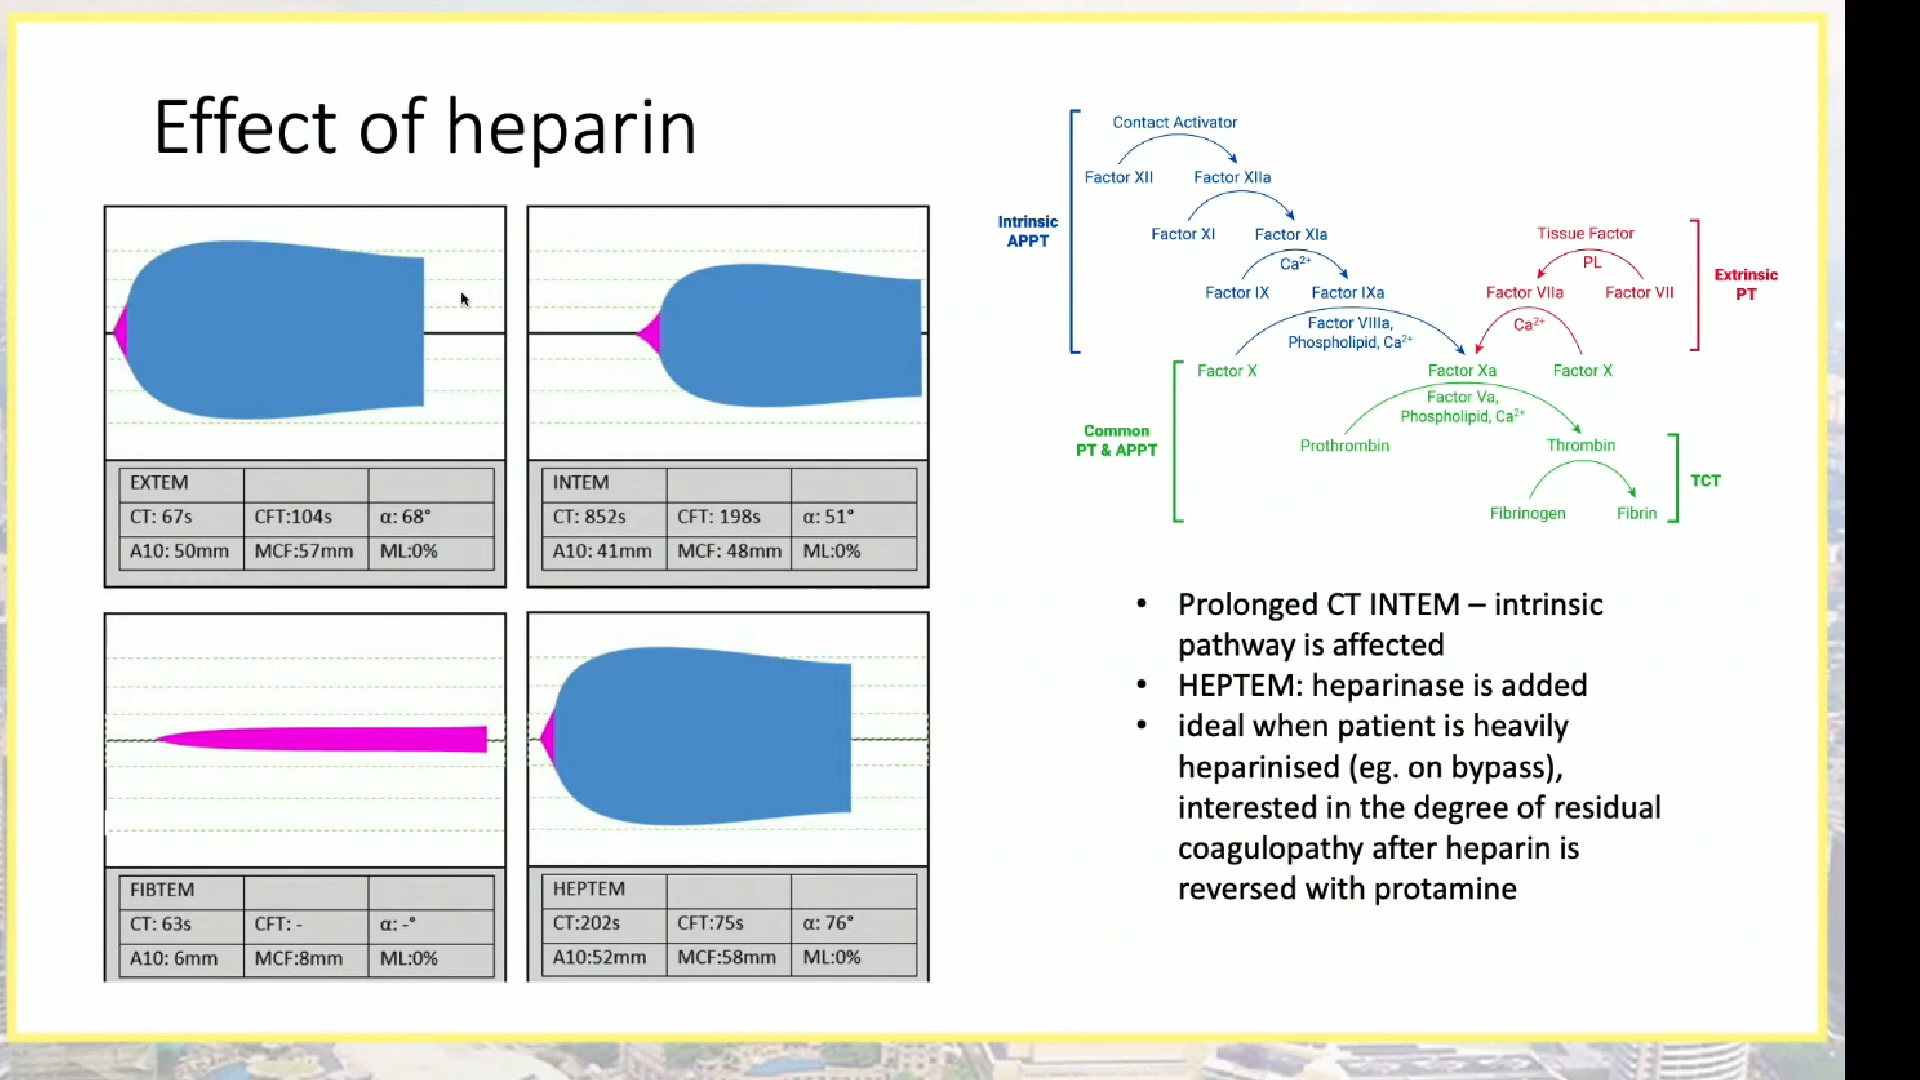 Effect of heparin
EXTEM
CT: 67s CFT:104s α: 68°
A10: 50mm MCF:57mm ML:0%
INTEM
CT: 852s CFT: 198s α: 51°
A10: 41mm MCF: 48mm ML:0%
FIBTEM
CT: 63s CFT: - α: -°
A10: 6mm MCF:8mm ML:0%
HEPTEM
CT:202s CFT:75s α: 76°
A10:52mm MCF:58mm ML:0%
Contact Activator
Factor XII Factor XIIa
Intrinsic
APPT
Factor XI Factor XIa
Ca²⁺
Factor IX Factor IXa
Factor VIIIa,
Phospholipid, Ca²⁺
Tissue Factor
PL
Factor VIIa Factor VII
Ca²⁺
Extrinsic
PT
Factor X Factor Xa Factor X
Factor Va,
Phospholipid, Ca²⁺
Common
PT & APPT
Prothrombin Thrombin
TCT
Fibrinogen Fibrin
• Prolonged CT INTEM – intrinsic
pathway is affected
• HEPTEM: heparinase is added
• ideal when patient is heavily
heparinised (eg. on bypass),
interested in the degree of residual
coagulopathy after heparin is
reversed with protamine